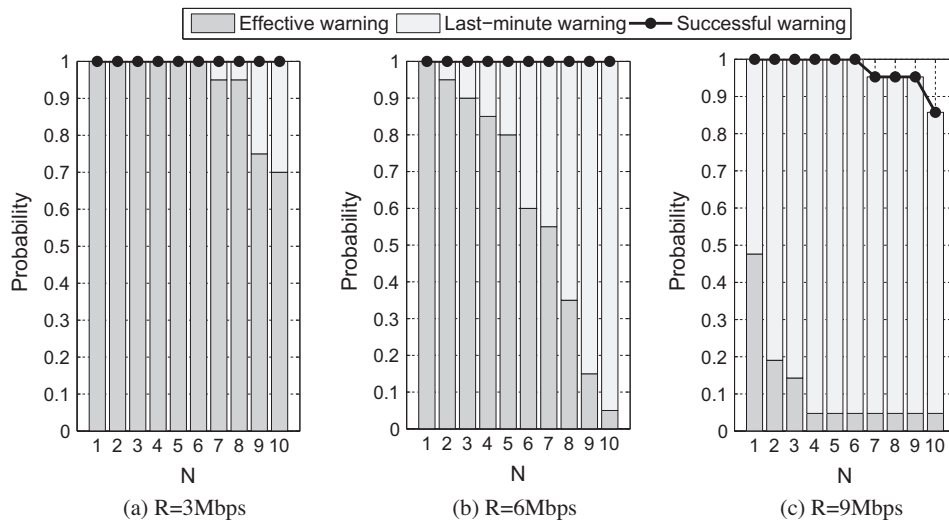 Effective warning Last-minute warning Successful warning
1
0.9
0.8
0.7
0.6
0.5
0.4
0.3
0.2
0.1
0
Probability
1 2 3 4 5 6 7 8 9 10
N
(a) R=3Mbps
1
0.9
0.8
0.7
0.6
0.5
0.4
0.3
0.2
0.1
0
Probability
1 2 3 4 5 6 7 8 9 10
N
(b) R=6Mbps
1
0.9
0.8
0.7
0.6
0.5
0.4
0.3
0.2
0.1
0
Probability
1 2 3 4 5 6 7 8 9 10
N
(c) R=9Mbps